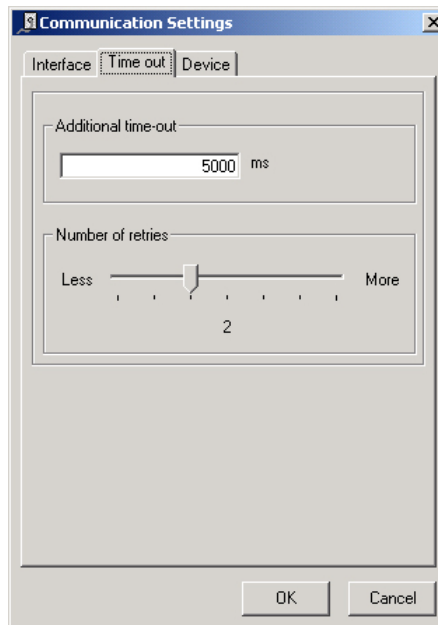 Communication Settings
Interface Time out Device
Additional time-out
5000 ms
Number of retries
Less More
2
OK Cancel